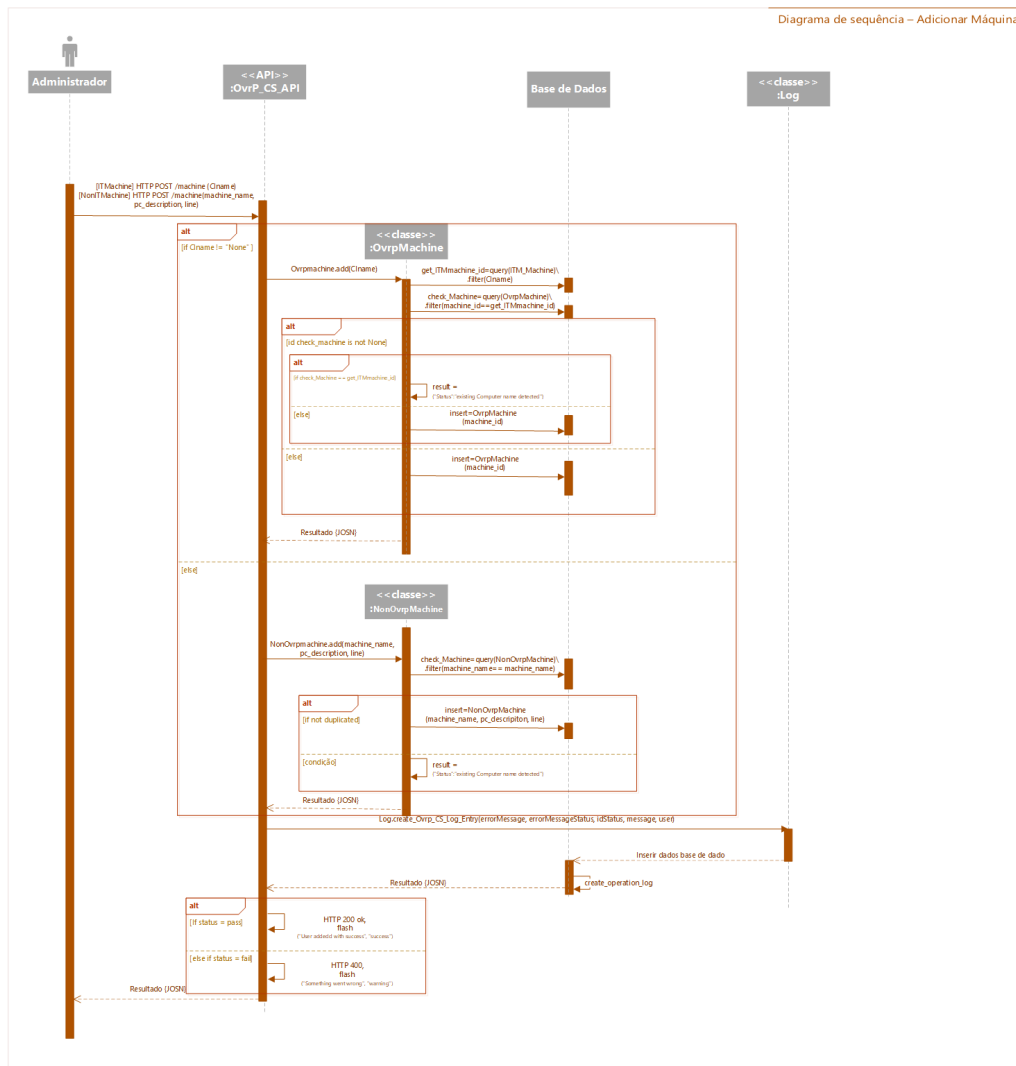 Diagrama de sequência – Adicionar Máquina
Administrador
<<API>>
:OvrP_CS_API
Base de Dados
<<classe>>
:Log
[ITMachine] HTTP POST /machine (CIname)
[NonITMachine] HTTP POST /machine(machine_name,
pc_description, line)
alt
[if CIname != "None" ]
<<classe>>
:OvrpMachine
Ovrpmachine.add(CIname)
get_ITMmachine_id=query(ITM_Machine)\
.filter(CIname)
check_Machine=query(OvrpMachine)\
.filter(machine_id==get_ITMmachine_id)
alt
[id check_machine is not None]
alt
[if check_Machine == get_ITMmachine_id]
result =
{"Status":"existing Computer name detected"}
[else]
insert=OvrpMachine
(machine_id)
[else]
insert=OvrpMachine
(machine_id)
Resultado (JOSN)
[else]
<<classe>>
:NonOvrpMachine
NonOvrpmachine.add(machine_name,
pc_description, line)
check_Machine=query(NonOvrpMachine)\
.filter(machine_name== machine_name)
alt
[if not duplicated]
insert=NonOvrpMachine
(machine_name, pc_descripiton, line)
[condição]
result =
{"Status":"existing Computer name detected"}
Resultado (JOSN)
Log.create_Ovrp_CS_Log_Entry(errorMessage, errorMessageStatus, idStatus, message, user)
Inserir dados base de dado
create_operation_log
Resultado (JOSN)
alt
[If status = pass]
HTTP 200 ok,
flash
("User addedd with success", "success")
[else if status = fail]
HTTP 400,
flash
("Something went wrong", "warning")
Resultado (JOSN)